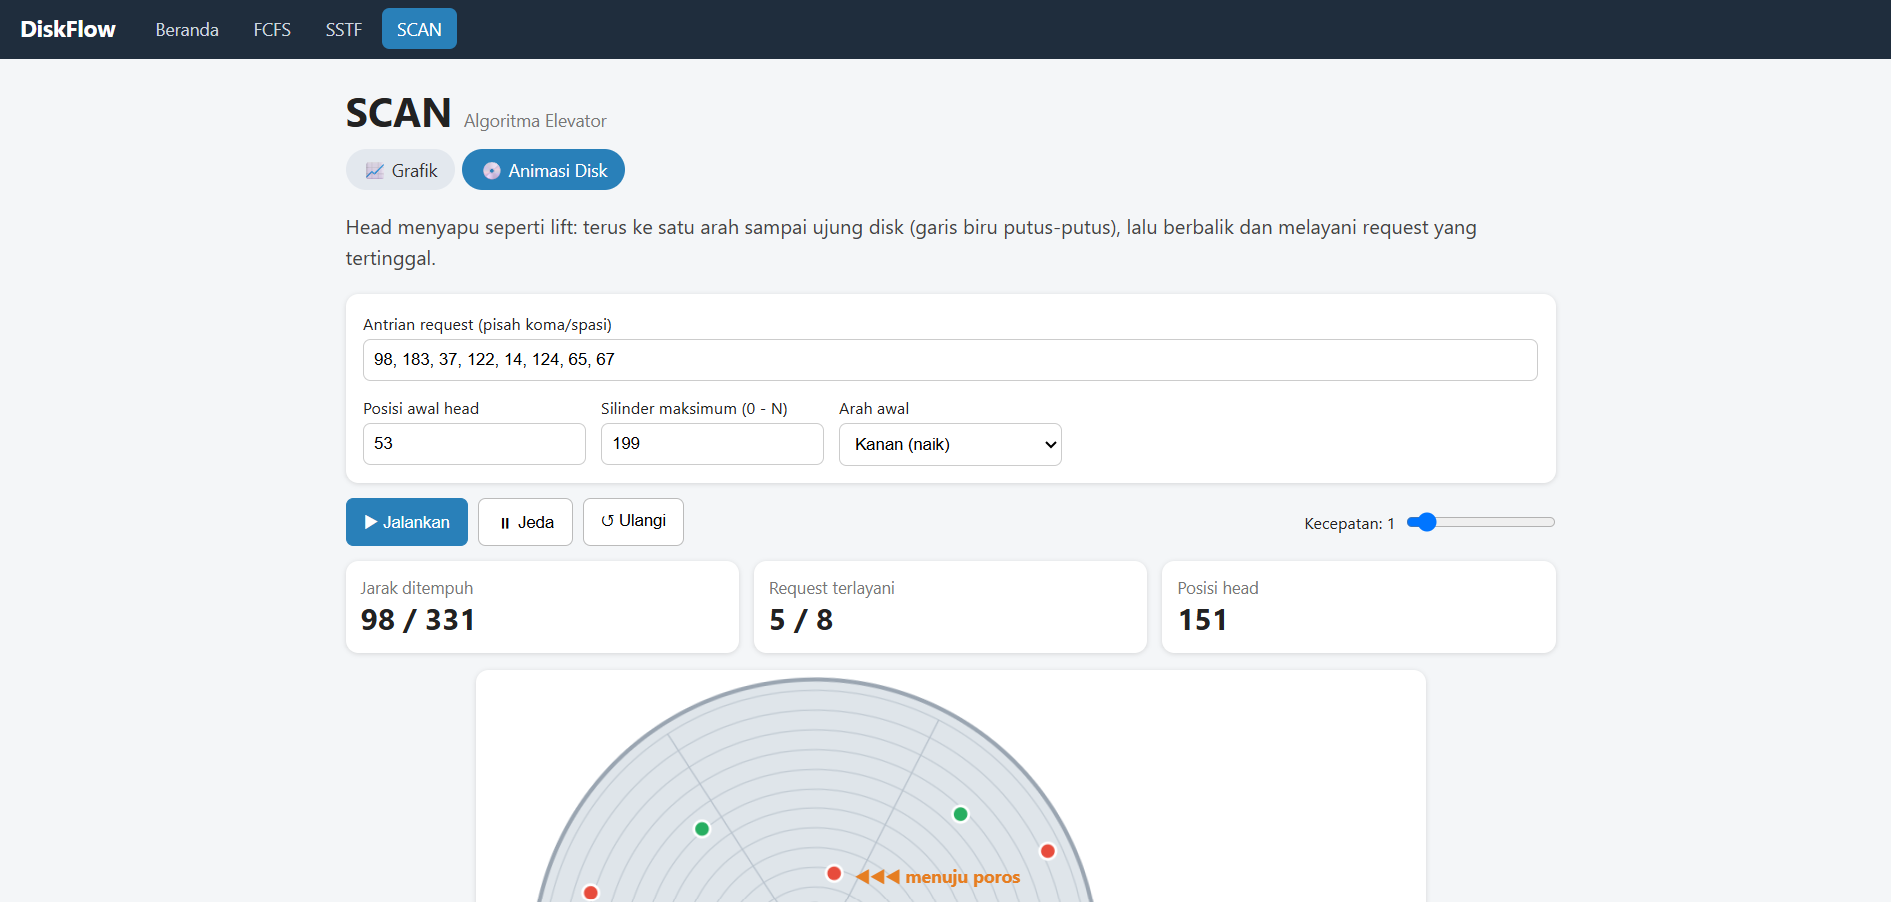 DiskFlow Beranda FCFS SSTF SCAN
SCAN Algoritma Elevator
Grafik Animasi Disk
Head menyapu seperti lift: terus ke satu arah sampai ujung disk (garis biru putus-putus), lalu berbalik dan melayani request yang
tertinggal.
Antrian request (pisah koma/spasi)
98, 183, 37, 122, 14, 124, 65, 67
Posisi awal head Silinder maksimum (0 - N) Arah awal
53 199 Kanan (naik)
Jalankan Jeda Ulangi Kecepatan: 1
Jarak ditempuh Request terlayani Posisi head
98 / 331 5 / 8 151
menuju poros